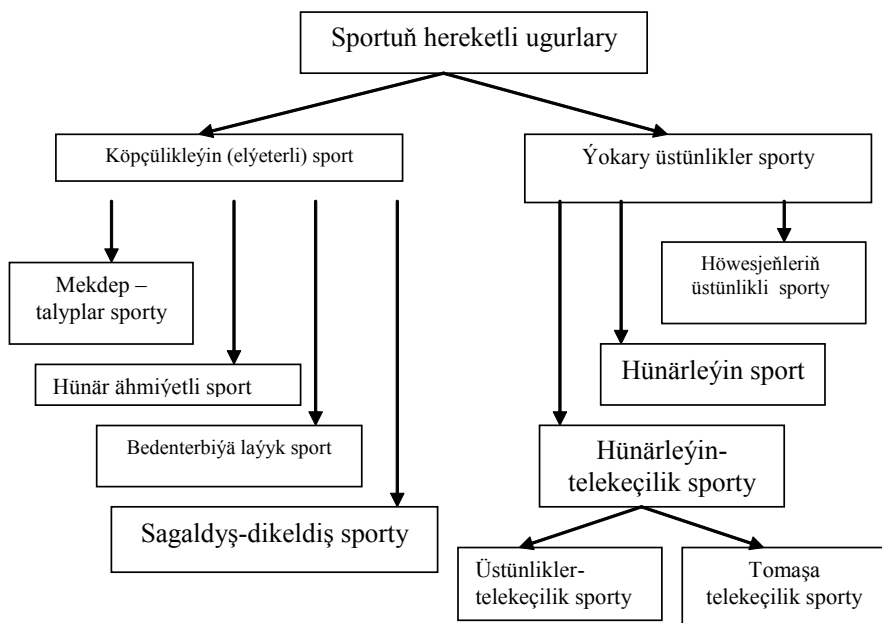 Sportuň hereketli ugurlary
Köpçülikleýin (elýeterli) sport
Ýokary üstünlikler sporty
Mekdep –
talyplar sporty
Höwesjeňleriň
üstünlikli sporty
Hünär ähmiýetli sport
Hünärleýin sport
Bedenterbiýä laýyk sport
Hünärleýin-
telekeçilik sporty
Sagaldyş-dikeldiş sporty
Üstünlikler-
telekeçilik sporty
Tomaşa
telekeçilik sporty